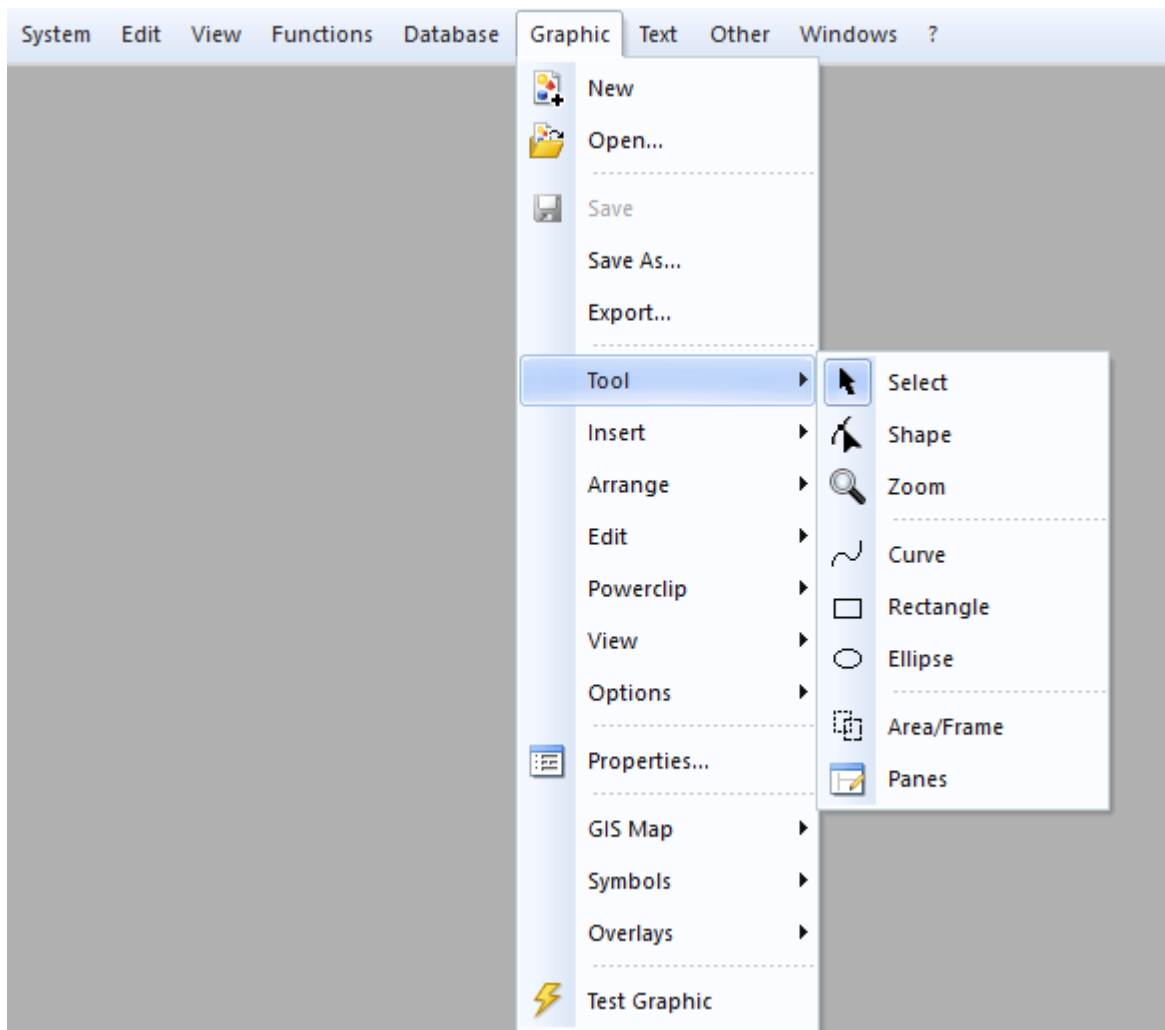 System Edit View Functions Database Graphic Text Other Windows ?
New
Open...
Save
Save As...
Export...
Tool
Insert
Arrange
Edit
Powerclip
View
Options
Properties...
GIS Map
Symbols
Overlays
Test Graphic
Select
Shape
Zoom
Curve
Rectangle
Ellipse
Area/Frame
Panes